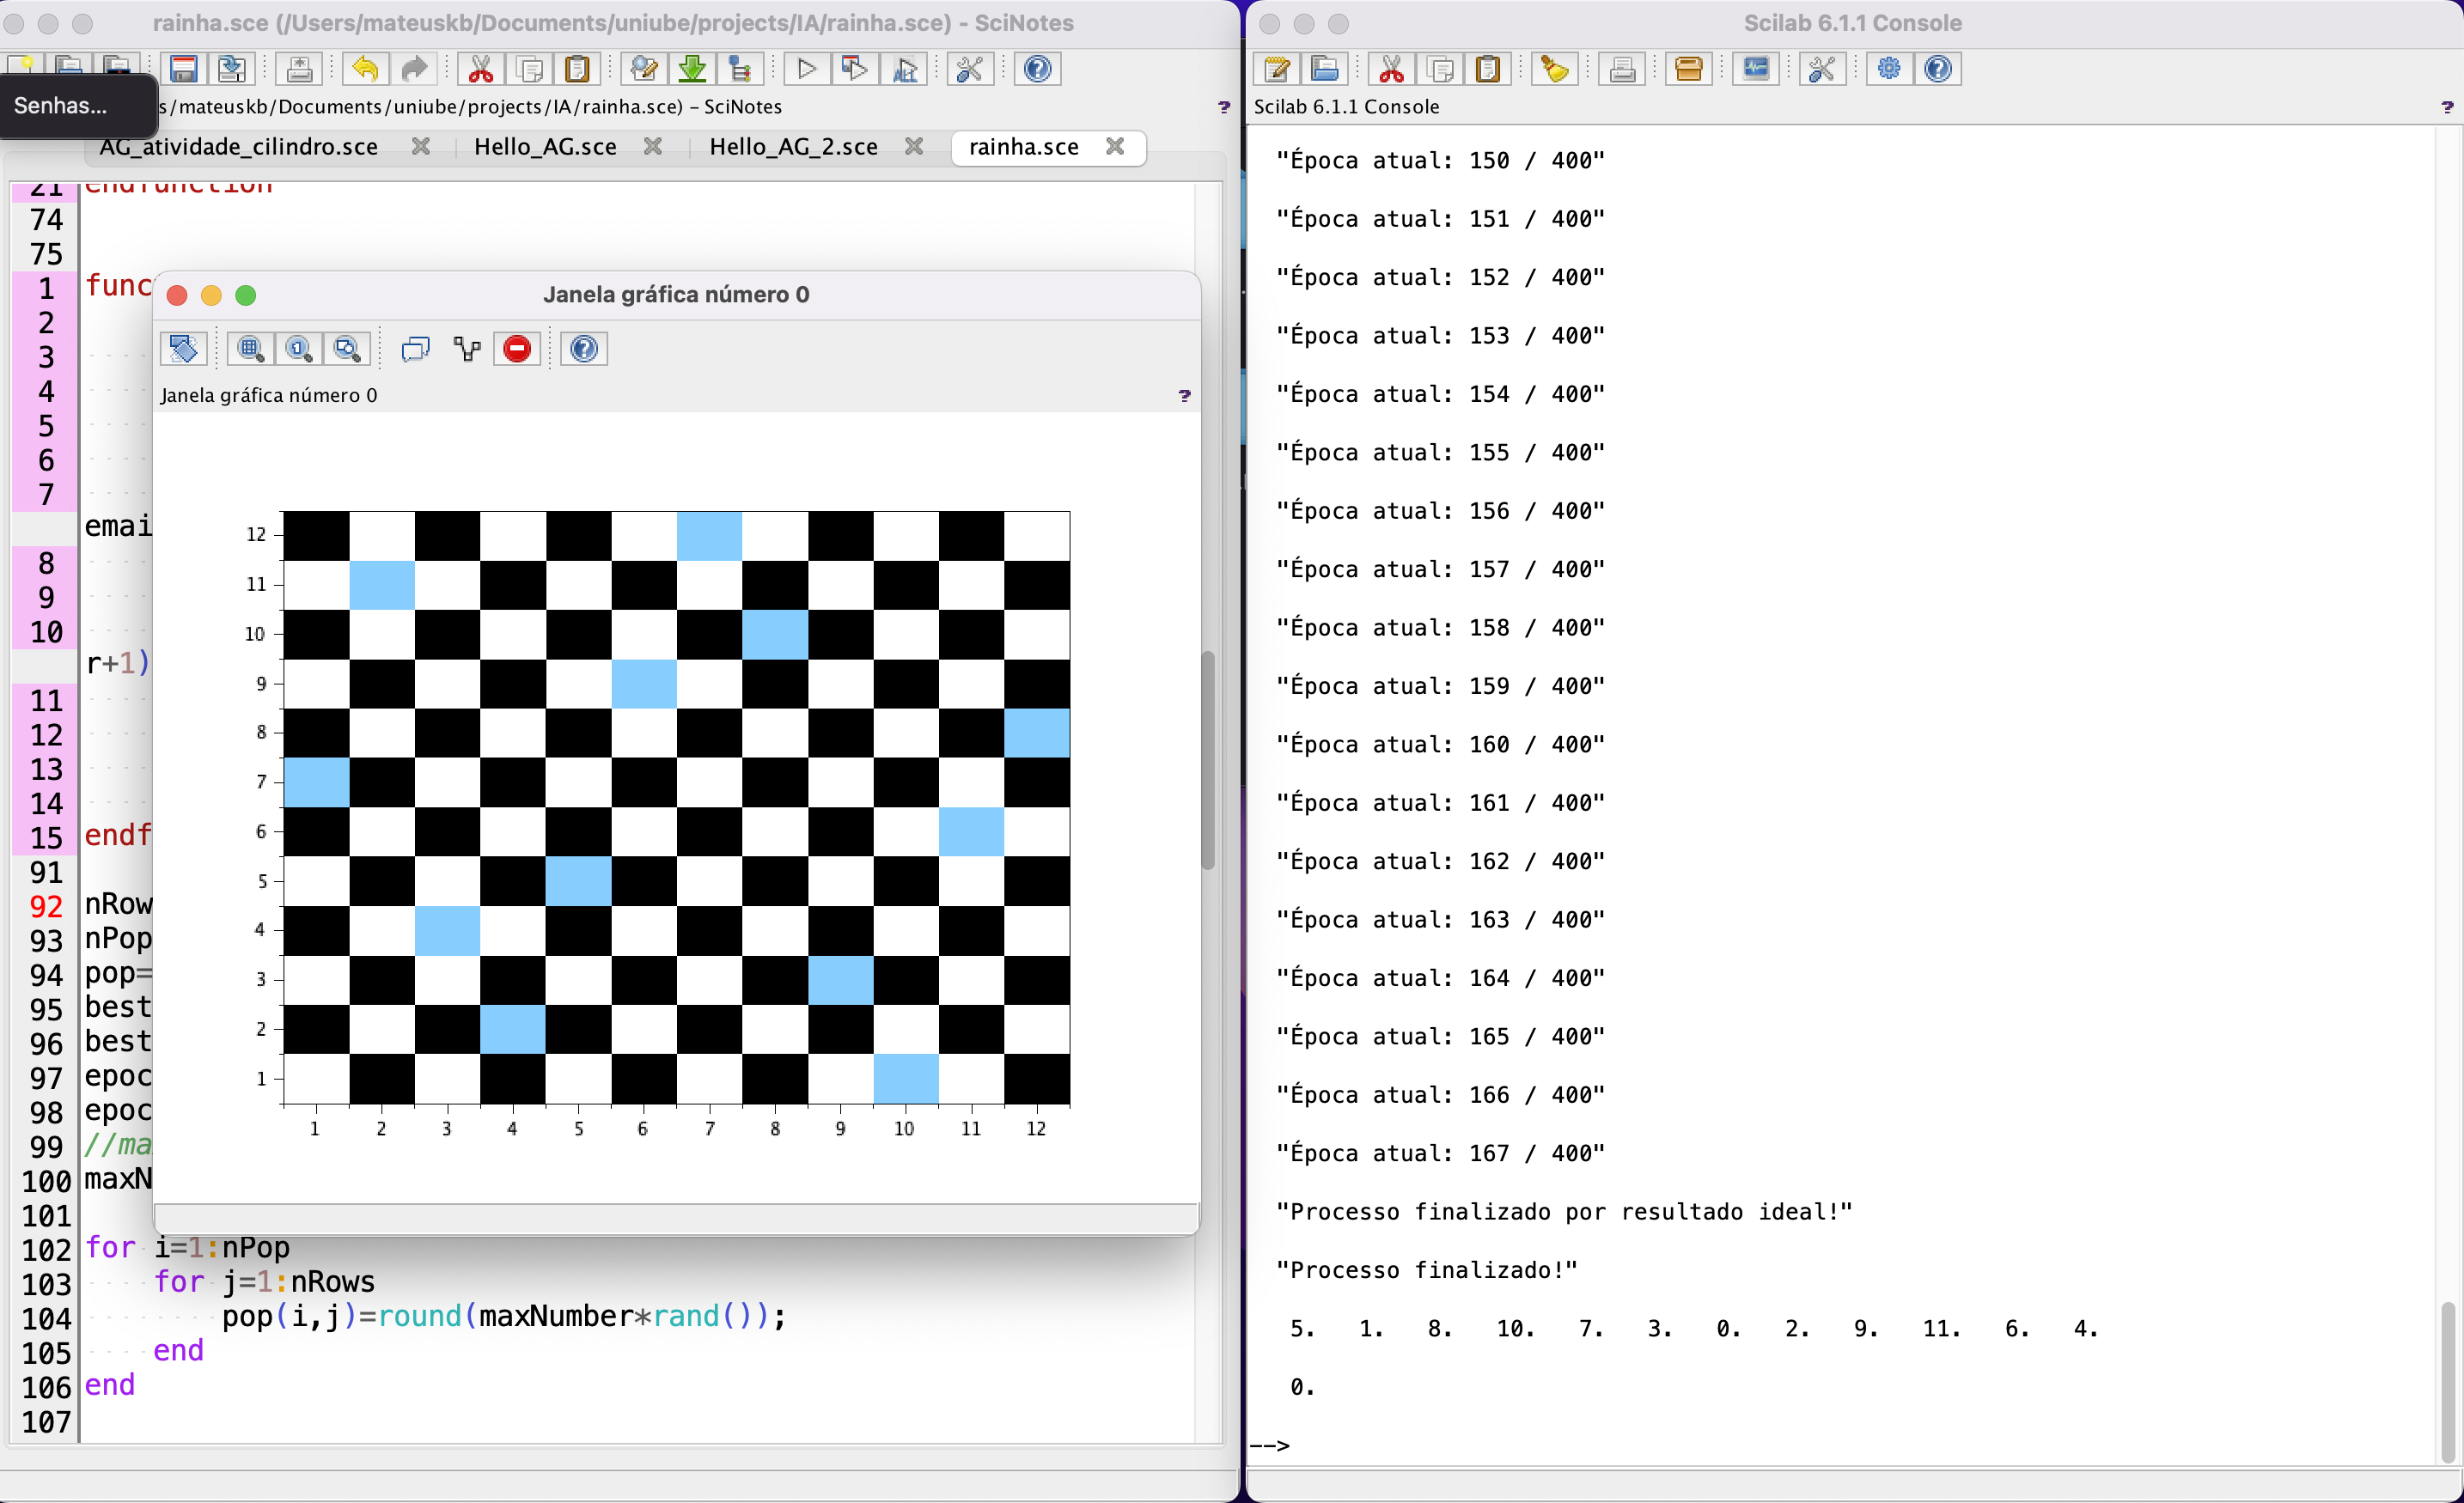 rainha.sce (/Users/mateuskb/Documents/uniube/projects/IA/rainha.sce) - SciNotes
Senhas...
s/mateuskb/Documents/uniube/projects/IA/rainha.sce) - SciNotes
?
AG_atividade_cilindro.sce
Hello_AG.sce
Hello_AG_2.sce
rainha.sce
21 endfunction
74
75
1 func
2
3
4
5
6
7
emai
8
9
10
r+1)
11
12
13
14
15 endf
91
92 nRow
93 nPop
94 pop=
95 best
96 best
97 epoc
98 epoc
99 //ma
100 maxN
101
102 for i=1:nPop
103 for j=1:nRows
104 pop(i,j)=round(maxNumber*rand());
105 end
106 end
107
Janela gráfica número 0
Janela gráfica número 0
?
12
11
10
9
8
7
6
5
4
3
2
1
1 2 3 4 5 6 7 8 9 10 11 12
Scilab 6.1.1 Console
Scilab 6.1.1 Console
?
"Época atual: 150 / 400"
"Época atual: 151 / 400"
"Época atual: 152 / 400"
"Época atual: 153 / 400"
"Época atual: 154 / 400"
"Época atual: 155 / 400"
"Época atual: 156 / 400"
"Época atual: 157 / 400"
"Época atual: 158 / 400"
"Época atual: 159 / 400"
"Época atual: 160 / 400"
"Época atual: 161 / 400"
"Época atual: 162 / 400"
"Época atual: 163 / 400"
"Época atual: 164 / 400"
"Época atual: 165 / 400"
"Época atual: 166 / 400"
"Época atual: 167 / 400"
"Processo finalizado por resultado ideal!"
"Processo finalizado!"
5. 1. 8. 10. 7. 3. 0. 2. 9. 11. 6. 4.
0.
-->